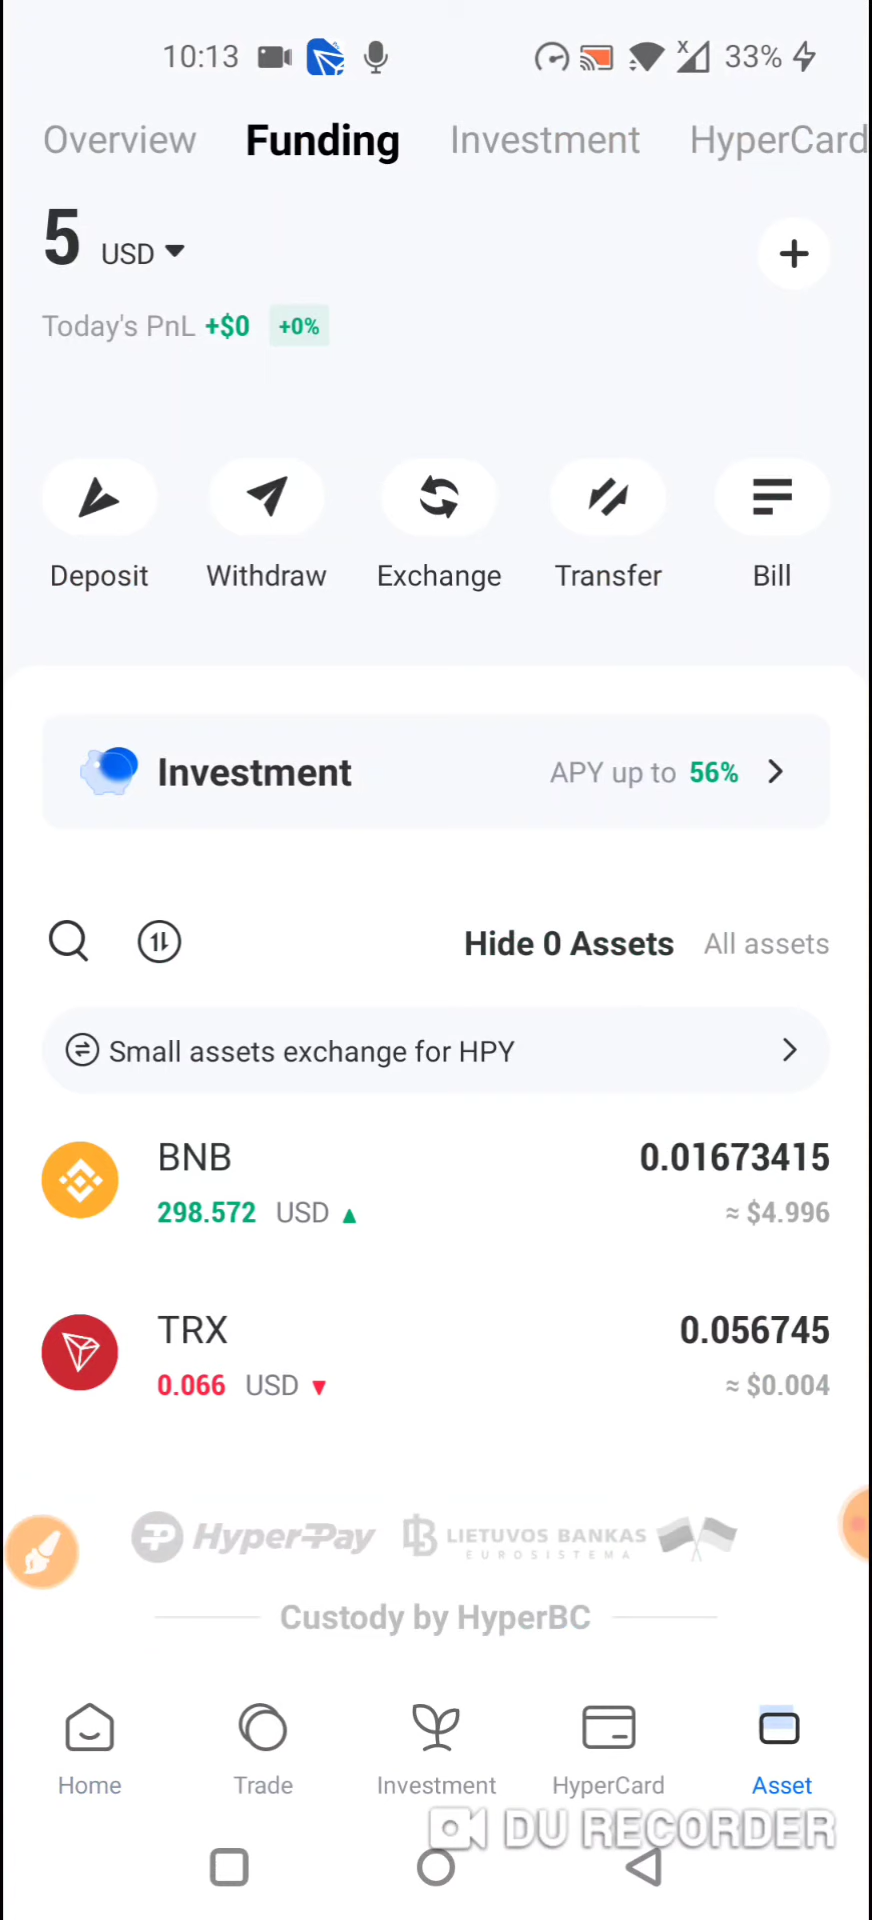 10:13 33%
Overview Funding Investment HyperCard
5 USD
Today's PnL +$0 +0%
Deposit Withdraw Exchange Transfer Bill
Investment APY up to 56%
Hide 0 Assets All assets
Small assets exchange for HPY
BNB 0.01673415
298.572 USD ≈ $4.996
TRX 0.056745
0.066 USD ≈ $0.004
HyperPay LIETUVOS BANKAS
EUROSISTEMA
Custody by HyperBC
Home Trade Investment HyperCard Asset
DU RECORDER